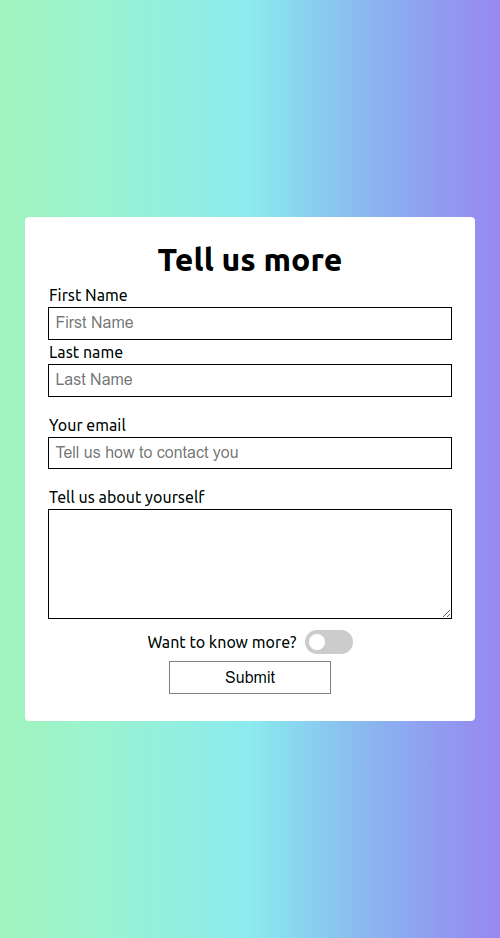 Tell us more
First Name
First Name
Last name
Last Name
Your email
Tell us how to contact you
Tell us about yourself
Want to know more?
Submit